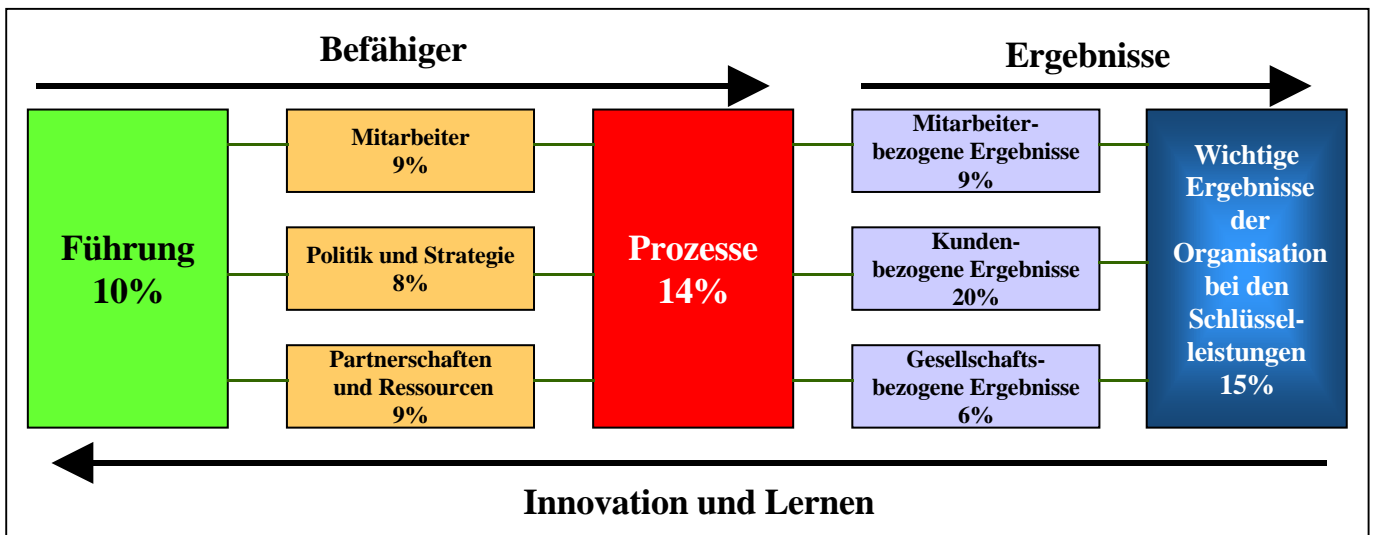 Befähiger
Ergebnisse
Führung
10%
Mitarbeiter
9%
Politik und Strategie
8%
Partnerschaften
und Ressourcen
9%
Prozesse
14%
Mitarbeiter-
bezogene Ergebnisse
9%
Kunden-
bezogene Ergebnisse
20%
Gesellschafts-
bezogene Ergebnisse
6%
Wichtige
Ergebnisse
der
Organisation
bei den
Schlüssel-
leistungen
15%
Innovation und Lernen